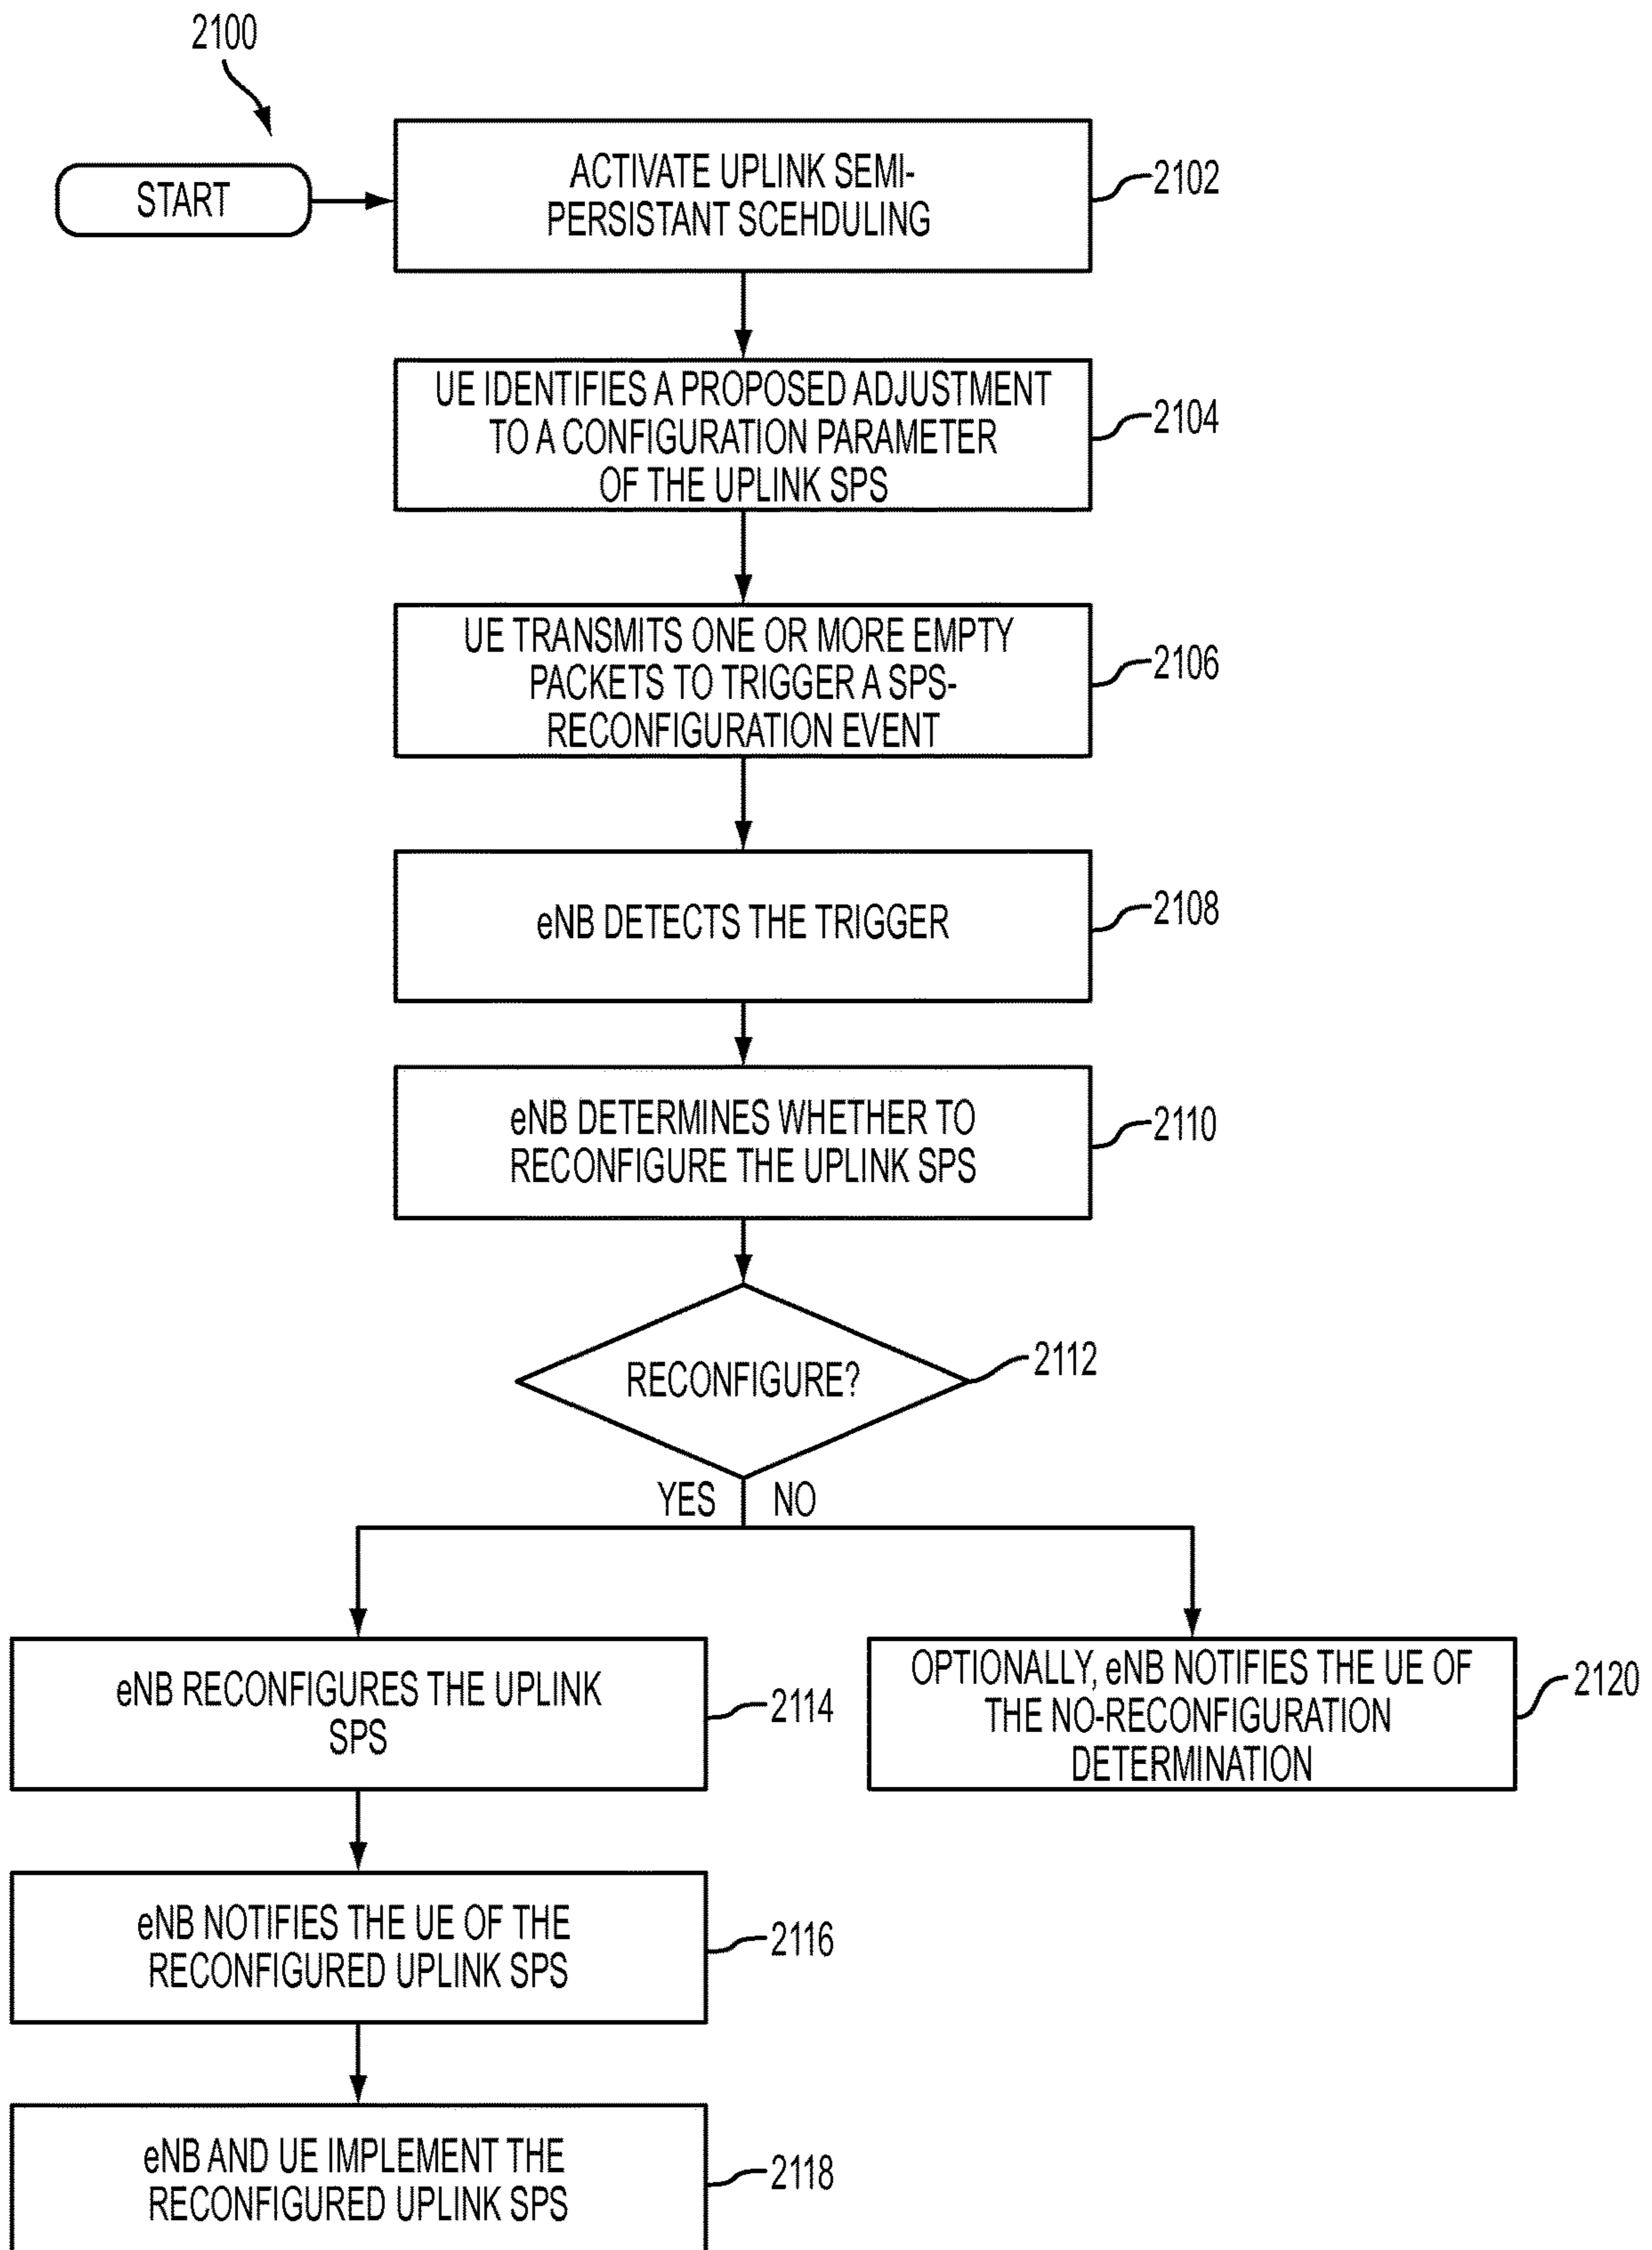 2100
START
ACTIVATE UPLINK SEMI-
PERSISTANT SCEHDULING
2102
UE IDENTIFIES A PROPOSED ADJUSTMENT
TO A CONFIGURATION PARAMETER
OF THE UPLINK SPS
2104
UE TRANSMITS ONE OR MORE EMPTY
PACKETS TO TRIGGER A SPS-
RECONFIGURATION EVENT
2106
eNB DETECTS THE TRIGGER
2108
eNB DETERMINES WHETHER TO
RECONFIGURE THE UPLINK SPS
2110
RECONFIGURE?
2112
YES
NO
eNB RECONFIGURES THE UPLINK
SPS
2114
OPTIONALLY, eNB NOTIFIES THE UE OF
THE NO-RECONFIGURATION
DETERMINATION
2120
eNB NOTIFIES THE UE OF THE
RECONFIGURED UPLINK SPS
2116
eNB AND UE IMPLEMENT THE
RECONFIGURED UPLINK SPS
2118